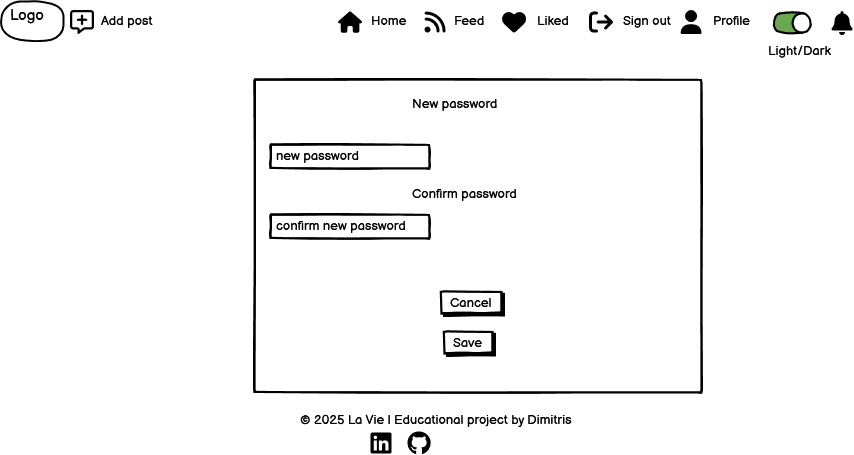 Logo Add post Home Feed Liked Sign out Profile
Light/Dark
New password
new password
Confirm password
confirm new password
Cancel
Save
© 2025 La Vie | Educational project by Dimitris
in